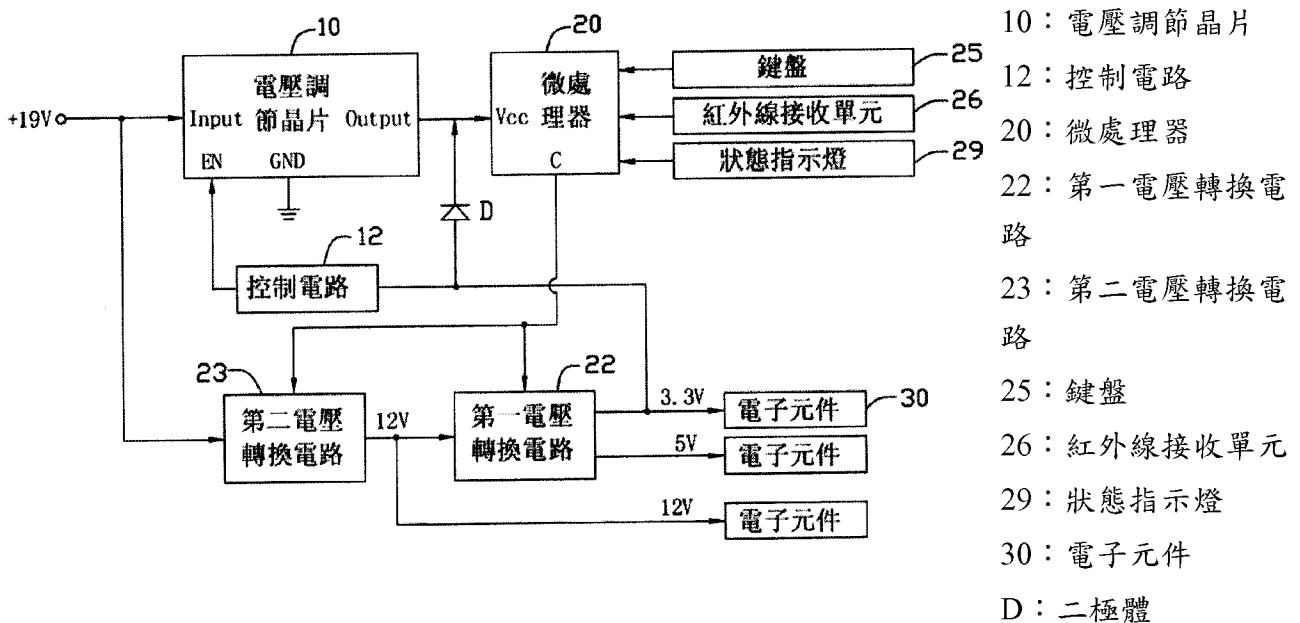 10
20
電壓調
節晶片
Input
Output
EN
GND
+19V
微處
理器
Vcc
C
鍵盤
25
紅外線接收單元
26
狀態指示燈
29
D
12
控制電路
23
第二電壓
轉換電路
12V
22
第一電壓
轉換電路
3.3V
電子元件
30
5V
電子元件
12V
電子元件
10：電壓調節晶片
12：控制電路
20：微處理器
22：第一電壓轉換電
路
23：第二電壓轉換電
路
25：鍵盤
26：紅外線接收單元
29：狀態指示燈
30：電子元件
D：二極體